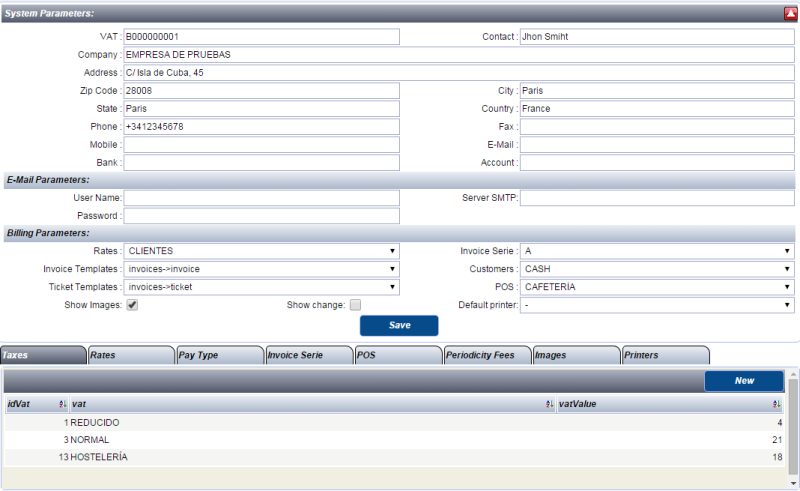 System Parameters:
VAT : B000000001 Contact : Jhon Smiht
Company : EMPRESA DE PRUEBAS
Address : C/ Isla de Cuba, 45
Zip Code : 28008 City : Paris
State : Paris Country : France
Phone : +3412345678 Fax :
Mobile : E-Mail :
Bank : Account :
E-Mail Parameters:
User Name: Server SMTP:
Password :
Billing Parameters:
Rates : CLIENTES Invoice Serie : A
Invoice Templates : invoices->invoice Customers : CASH
Ticket Templates : invoices->ticket POS : CAFETERÍA
Show Images: Show change: Default printer: -
Save
Taxes Rates Pay Type Invoice Serie POS Periodicity Fees Images Printers
New
idVat vat vatValue
1 REDUCIDO 4
3 NORMAL 21
13 HOSTELERÍA 18